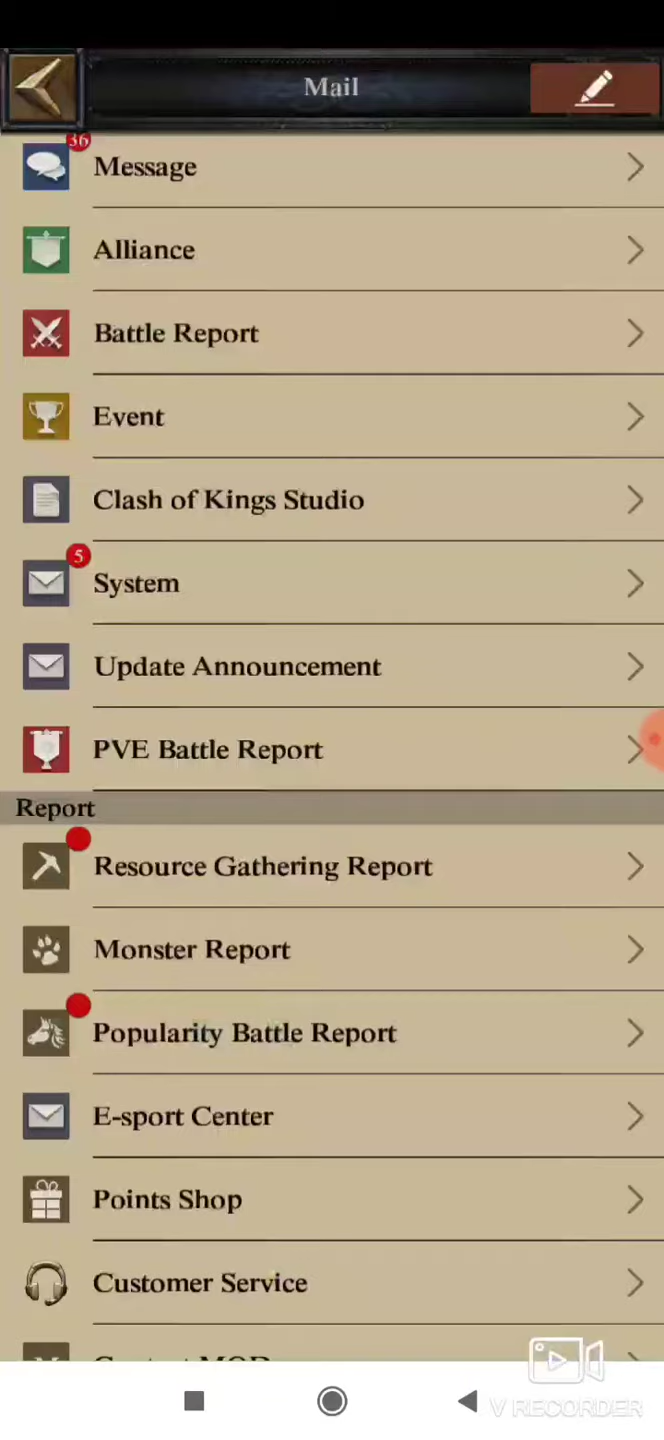 Mail
36
Message
Alliance
Battle Report
Event
Clash of Kings Studio
5
System
Update Announcement
PVE Battle Report
Report
Resource Gathering Report
Monster Report
Popularity Battle Report
E-sport Center
Points Shop
Customer Service
V RECORDER